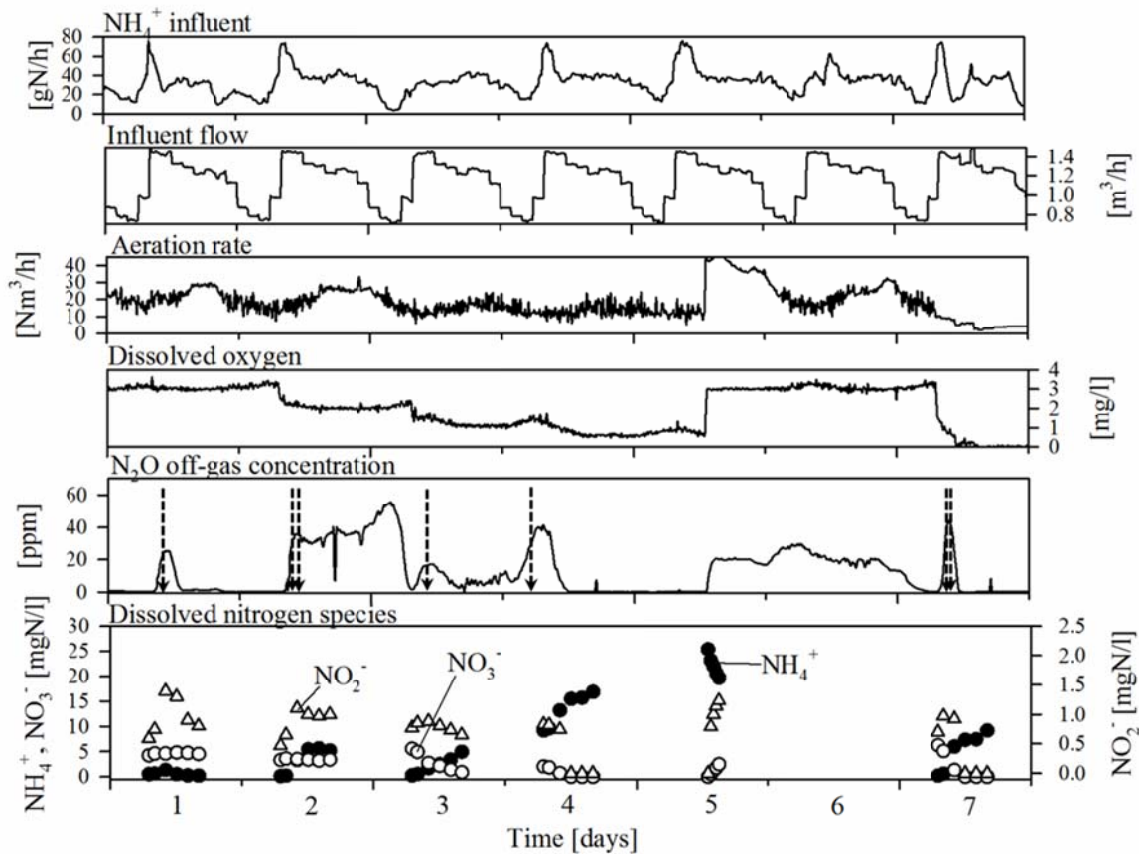 NH₄⁺ influent
[gN/h]
80
60
40
20
0
Influent flow
1.4
1.2
1.0
0.8
[m³/h]
Aeration rate
[Nm³/h]
40
30
20
10
0
Dissolved oxygen
4
3
2
1
0
[mg/l]
N₂O off-gas concentration
[ppm]
60
40
20
0
Dissolved nitrogen species
NH₄⁺, NO₃⁻ [mgN/l]
30
25
20
15
10
5
0
NO₂⁻
NO₃⁻
NH₄⁺
2.5
2.0
1.5
1.0
0.5
0.0
NO₂⁻ [mgN/l]
1 2 3 4 5 6 7
Time [days]